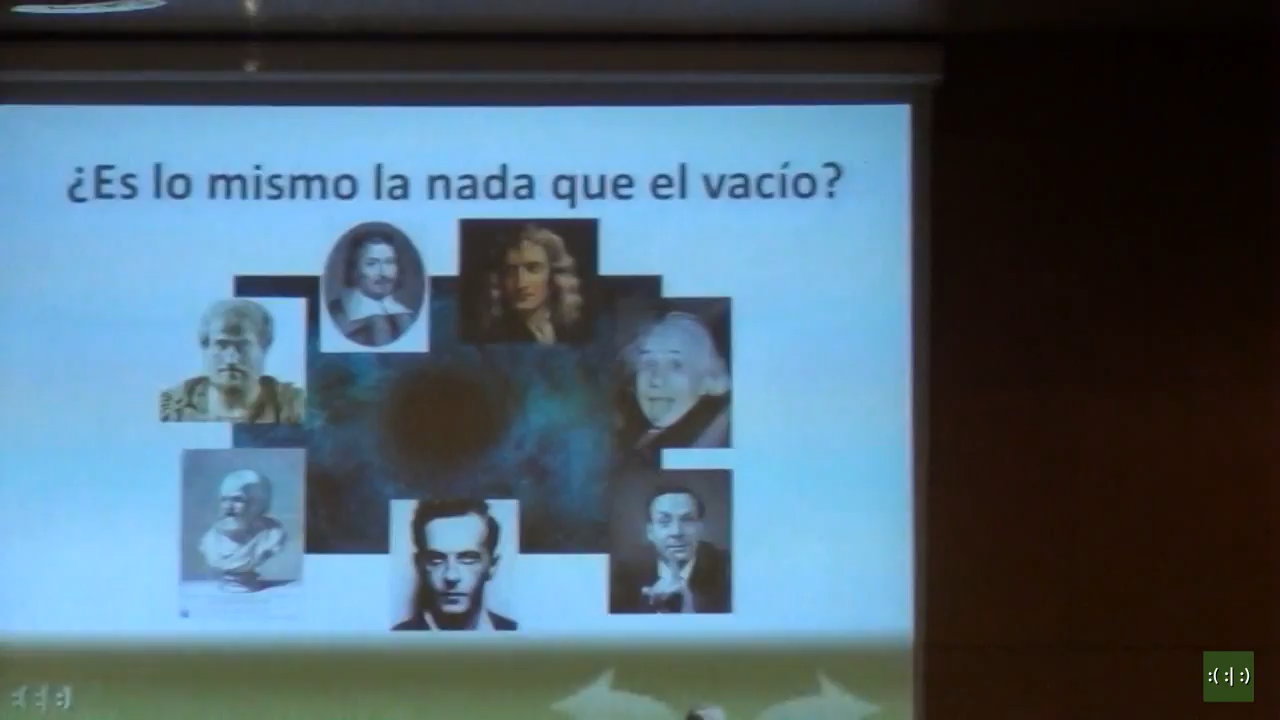 ¿Es lo mismo la nada que el vacío?
:( :| :)
:( :| :)